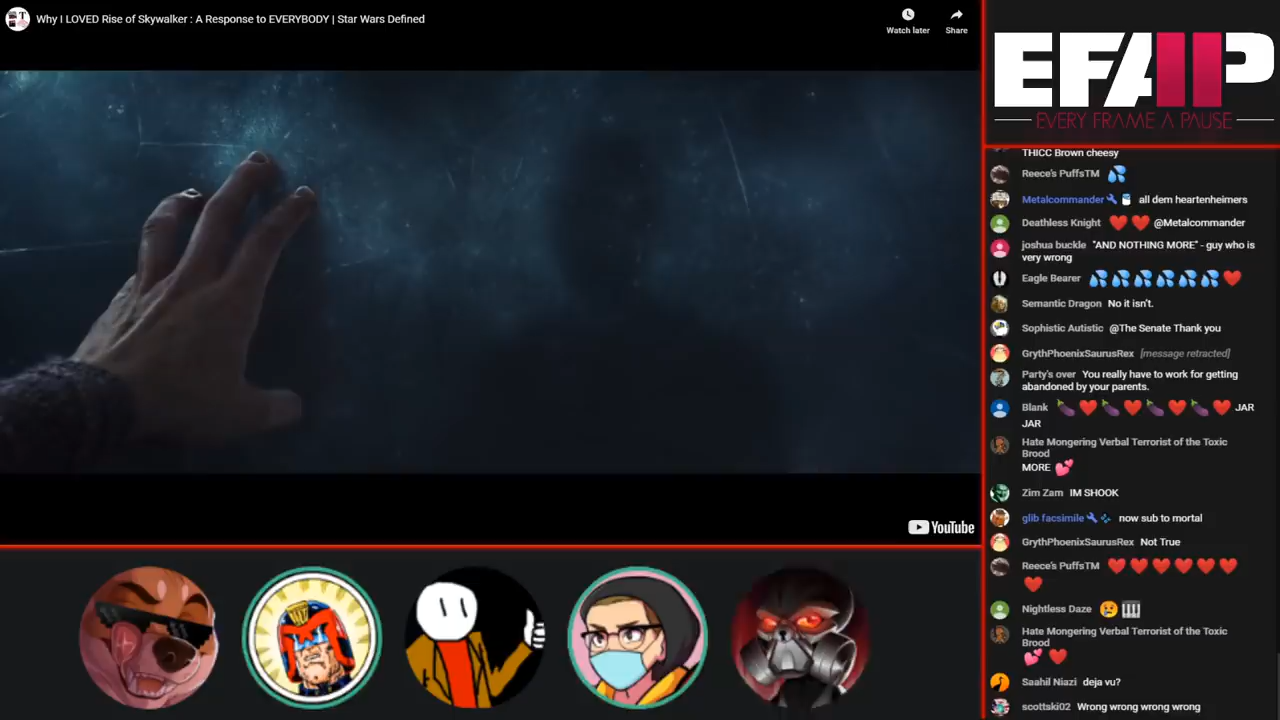 Why I LOVED Rise of Skywalker : A Response to EVERYBODY | Star Wars Defined
Watch later
Share
YouTube
EFAP
EVERY FRAME A PAUSE
THICC Brown cheesy
Reece's PuffsTM
Metalcommander all dem heartenheimers
Deathless Knight @Metalcommander
joshua buckle "AND NOTHING MORE" - guy who is
very wrong
Eagle Bearer
Semantic Dragon No it isn't.
Sophistic Autistic @The Senate Thank you
GrythPhoenixSaurusRex [message retracted]
Party's over You really have to work for getting
abandoned by your parents.
Blank JAR
JAR
Hate Mongering Verbal Terrorist of the Toxic
Brood
MORE
Zim Zam IM SHOOK
glib facsimile now sub to mortal
GrythPhoenixSaurusRex Not True
Reece's PuffsTM
Nightless Daze
Hate Mongering Verbal Terrorist of the Toxic
Brood
Saahil Niazi deja vu?
scottski02 Wrong wrong wrong wrong